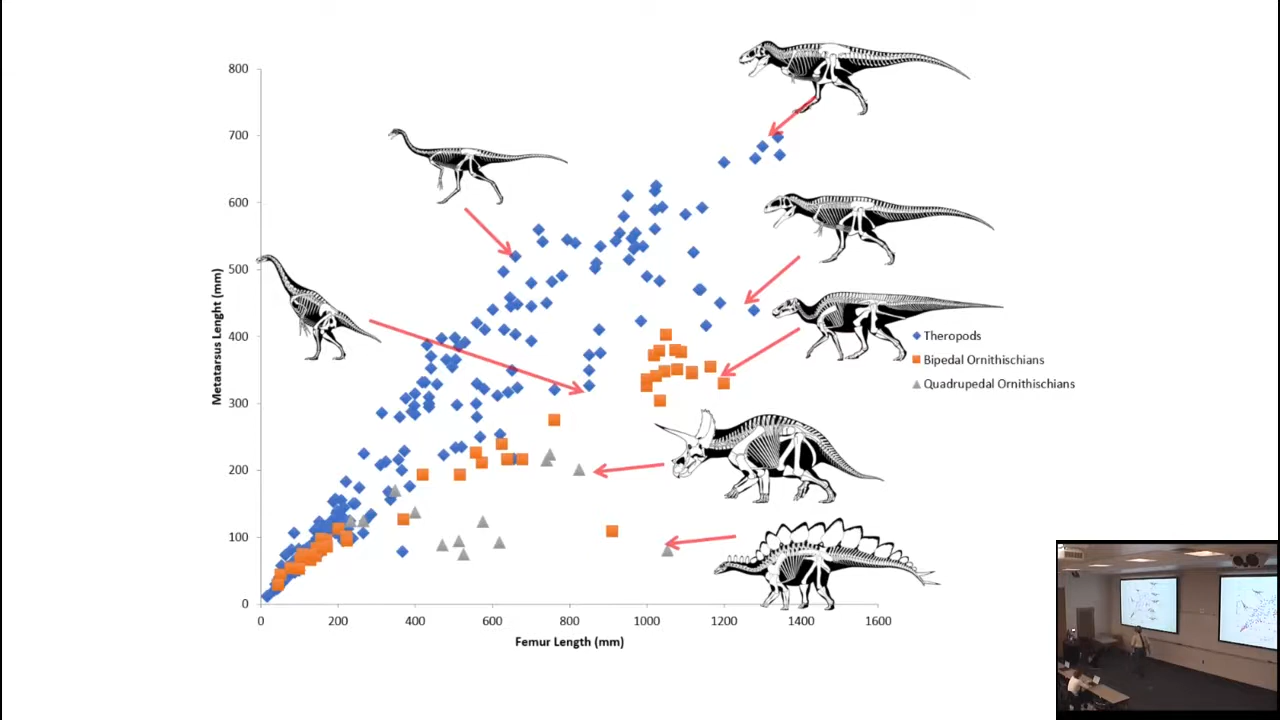 800
700
600
500
400
300
200
100
0
Metatarsus Lenght (mm)
0 200 400 600 800 1000 1200 1400 1600
Femur Length (mm)
Theropods
Bipedal Ornithischians
Quadrupedal Ornithischians